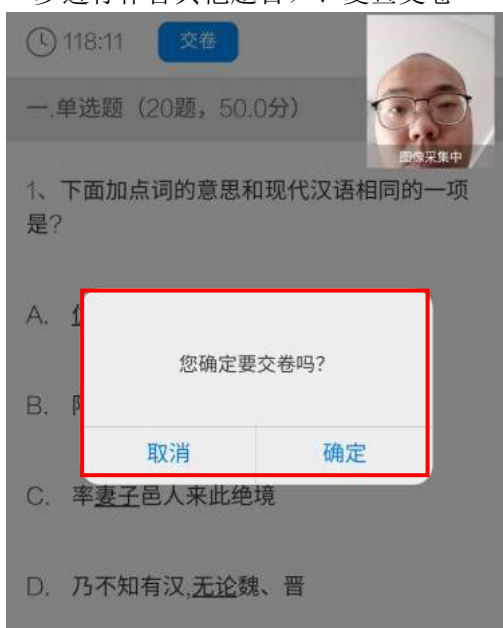 118:11 交卷
一.单选题（20题，50.0分）
图像采集中
1、下面加点词的意思和现代汉语相同的一项
是?
A.
您确定要交卷吗?
B.
取消 确定
C. 率妻子邑人来此绝境
D. 乃不知有汉,无论魏、晋